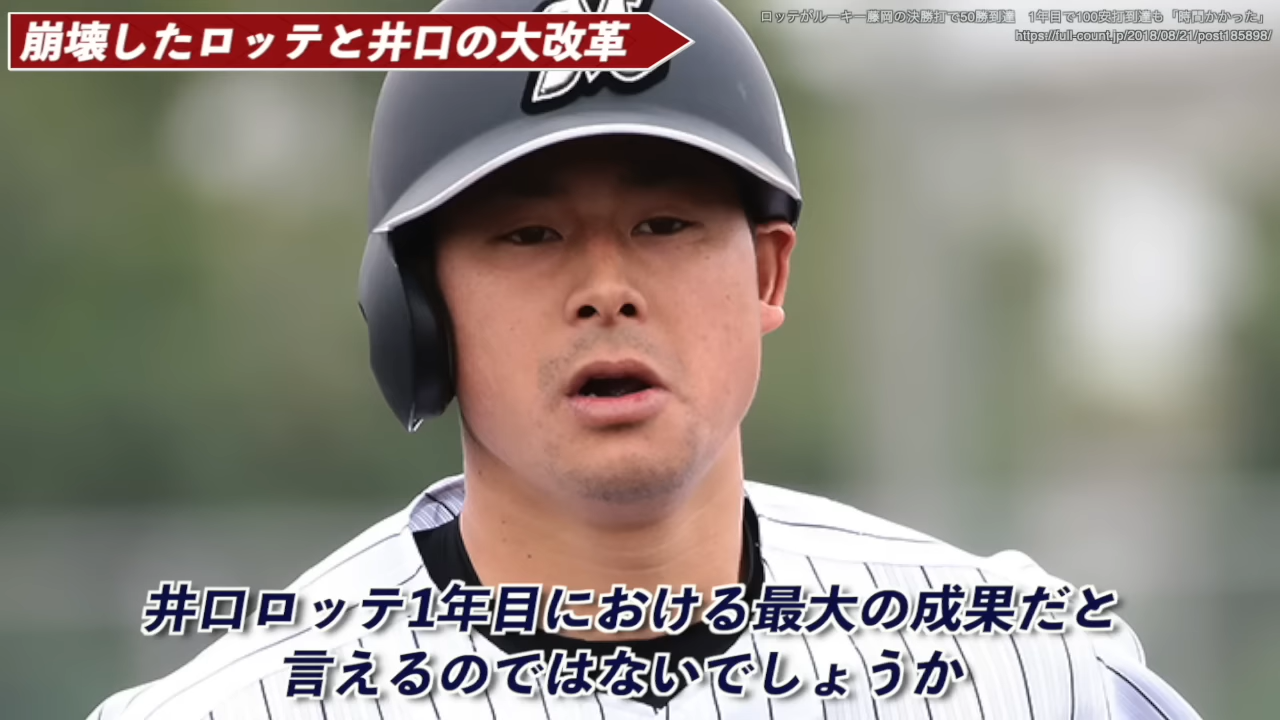 崩壊したロッテと井口の大改革
ロッテがルーキー藤岡の決勝打で50勝到達　1年目で100安打到達も「時間かかった」
https://full-count.jp/2018/08/21/post185898/
M
井口ロッテ1年目における最大の成果だと
言えるのではないでしょうか